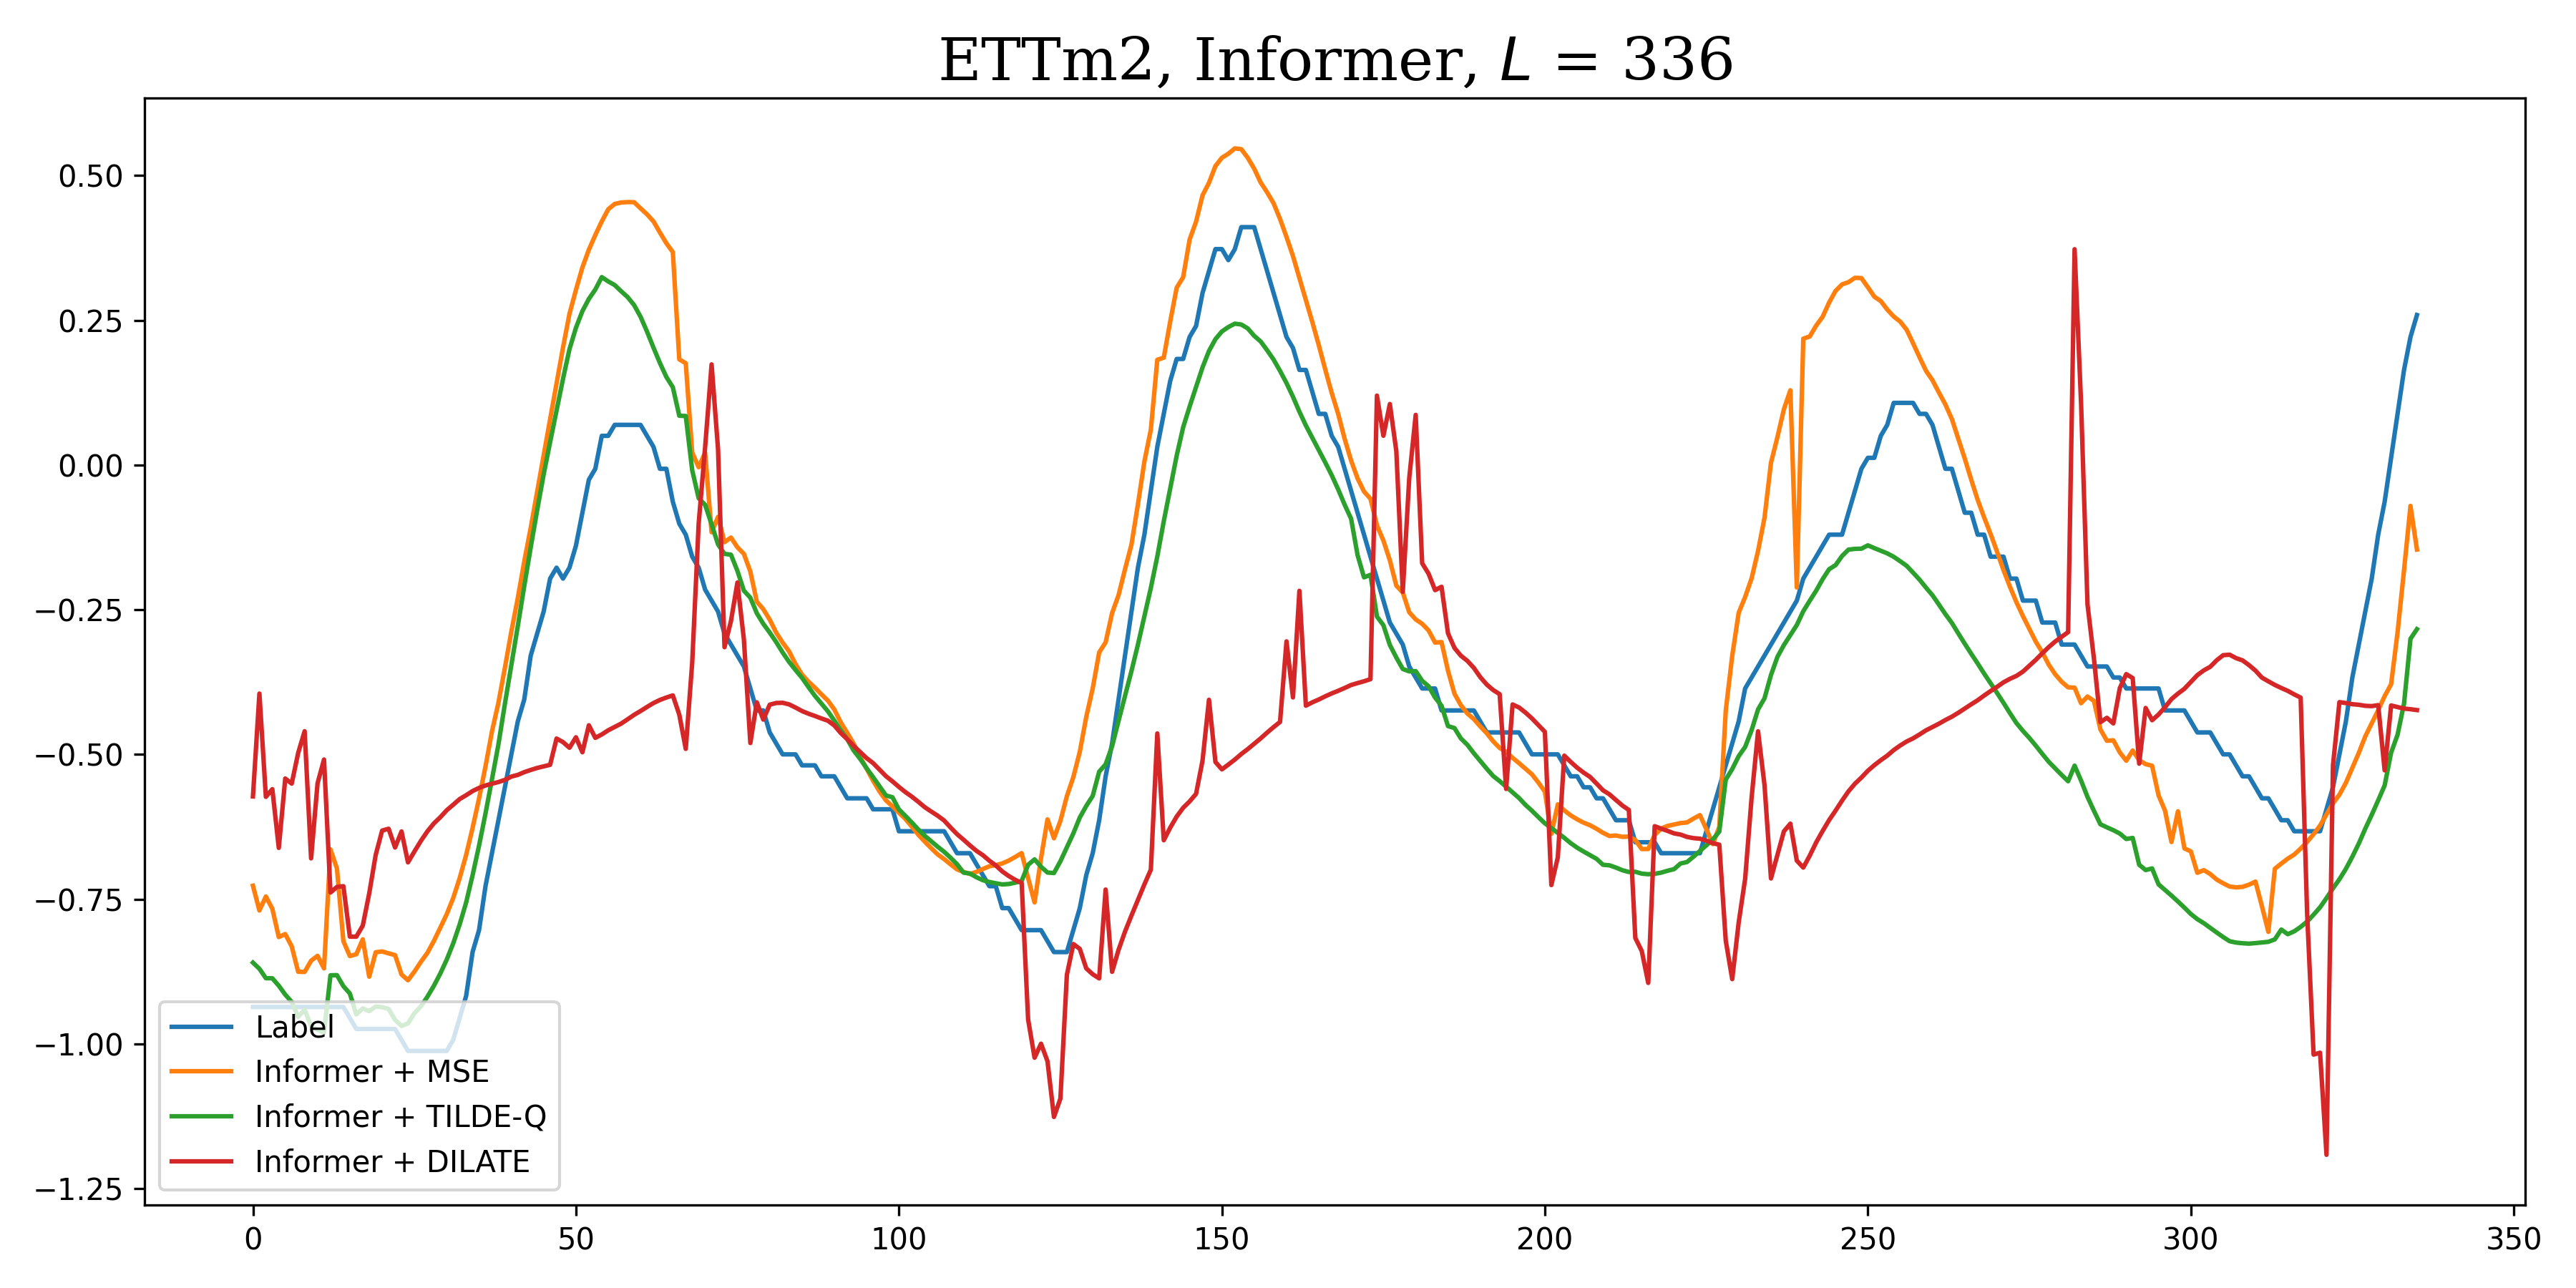 ETTm2, Informer, L = 336
0.50
0.25
0.00
−0.25
−0.50
−0.75
−1.00
−1.25
Label
Informer + MSE
Informer + TILDE-Q
Informer + DILATE
0 50 100 150 200 250 300 350